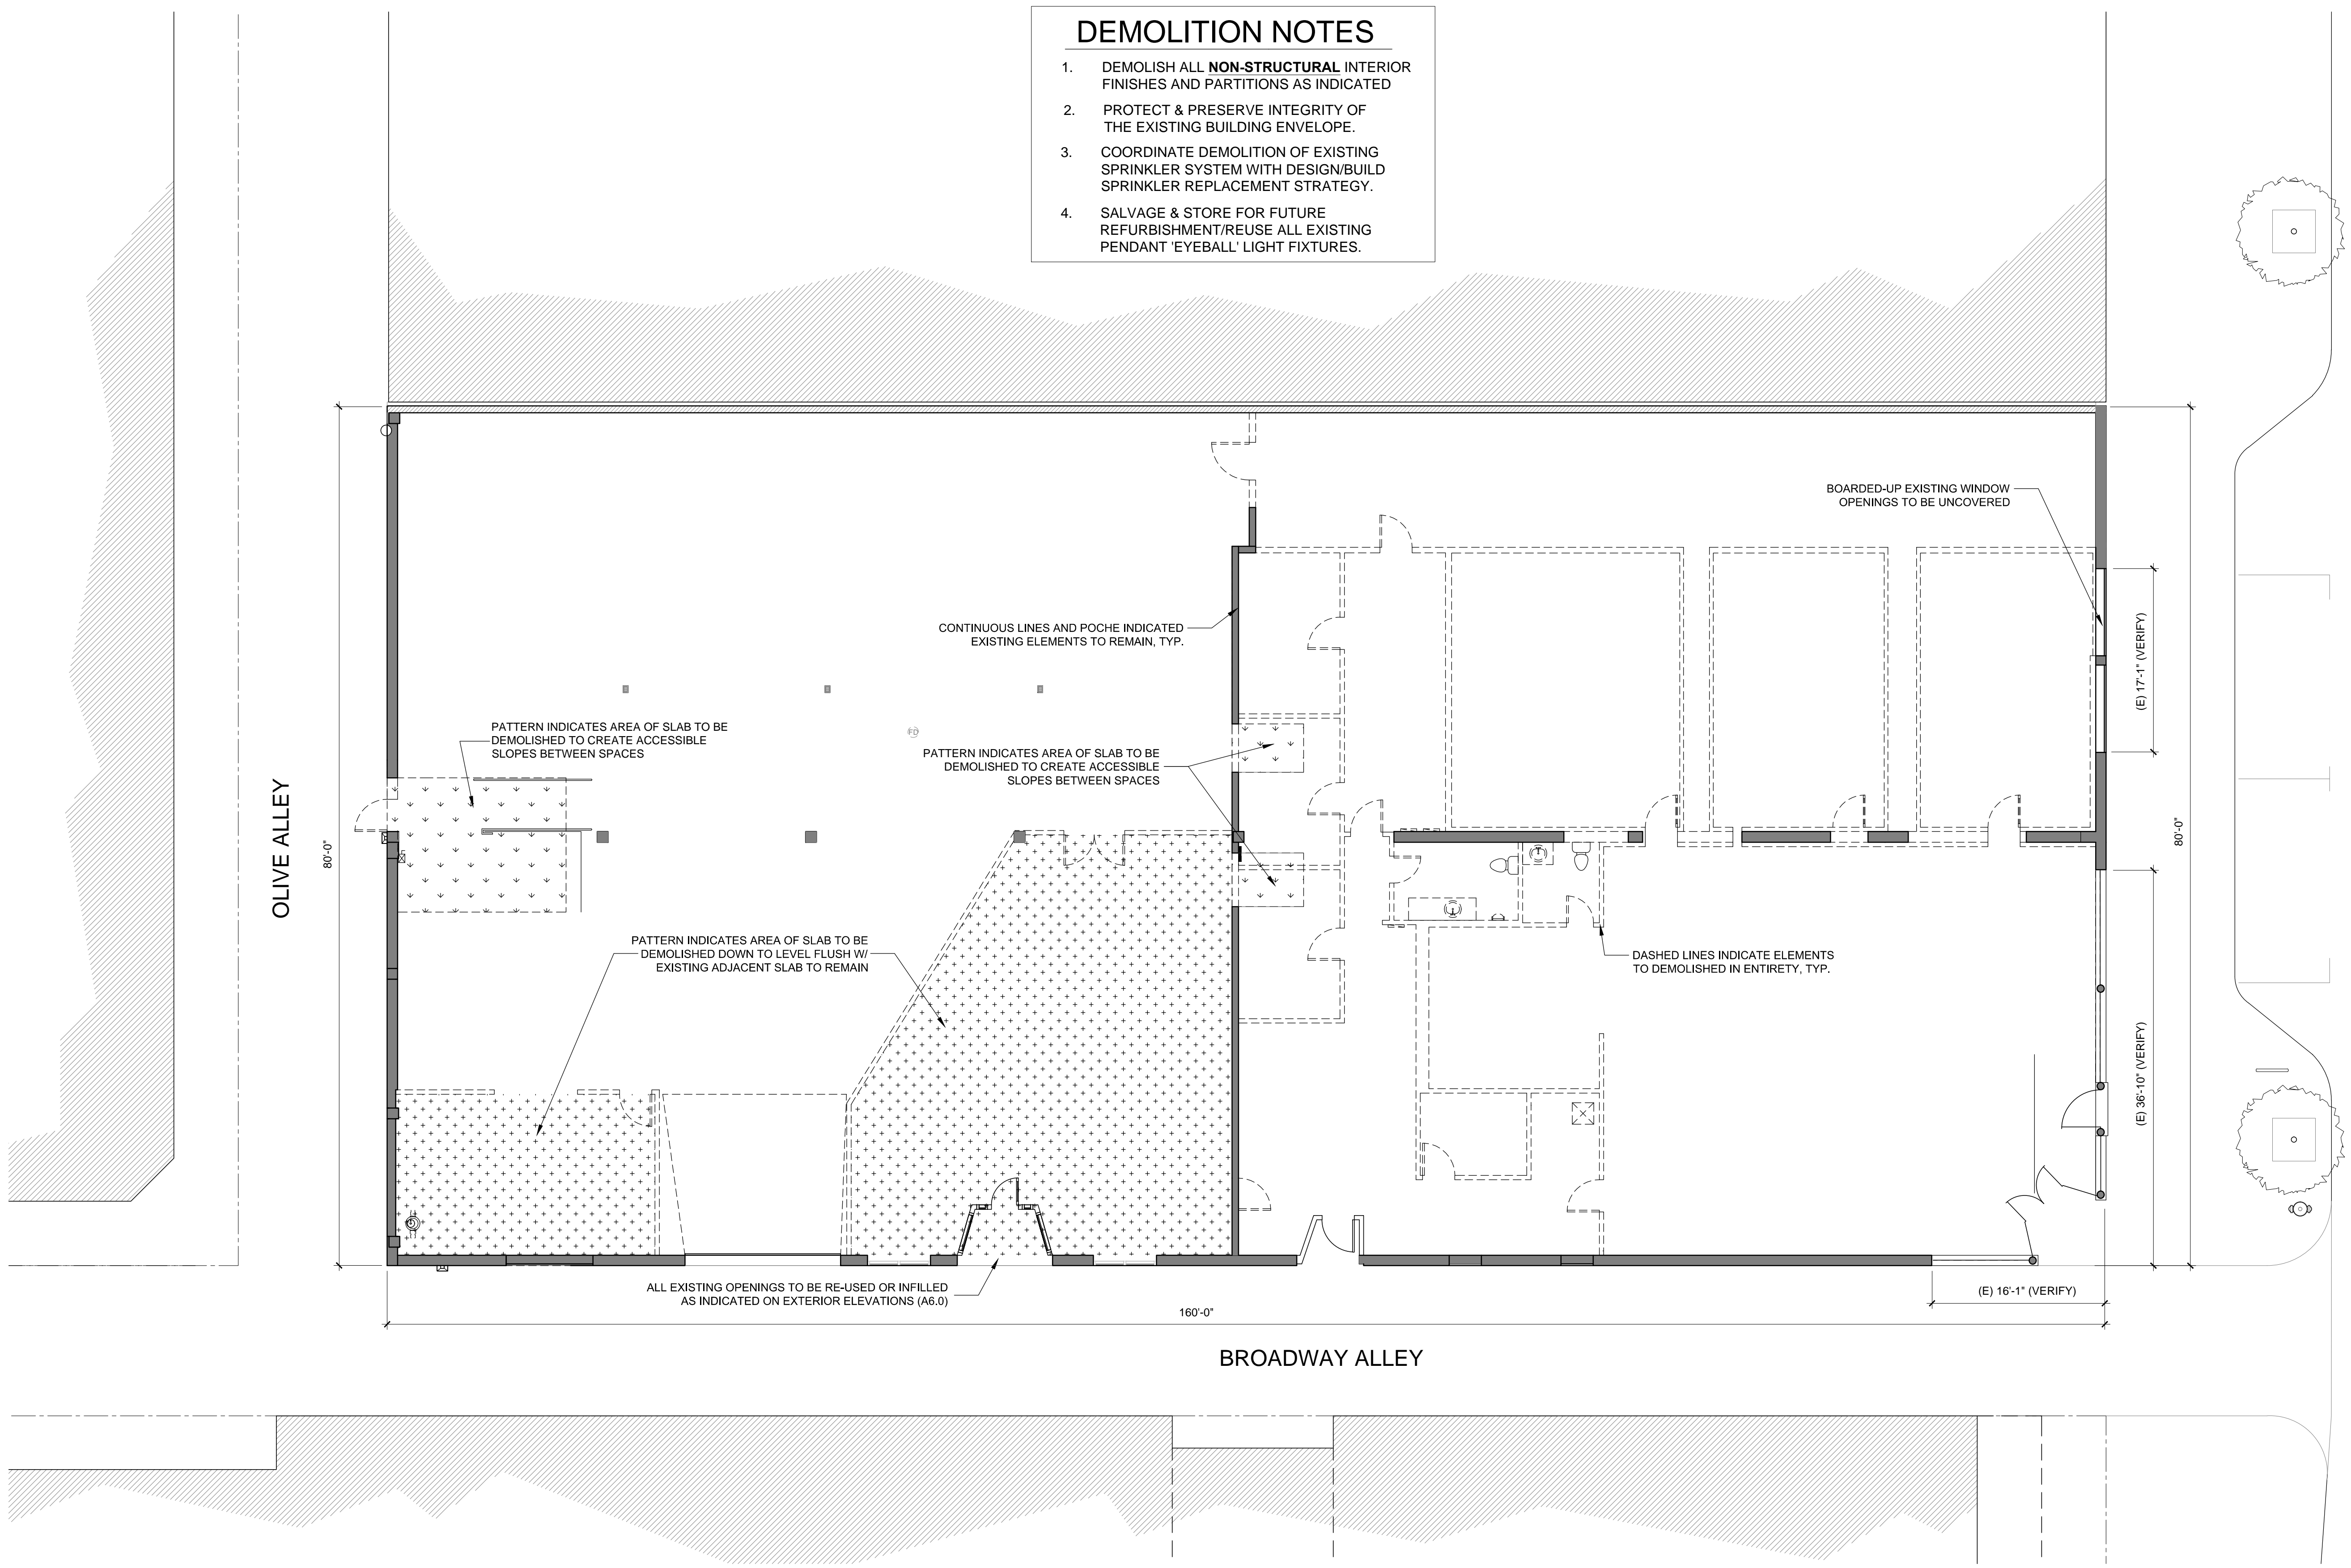 DEMOLITION NOTES
1. DEMOLISH ALL NON-STRUCTURAL INTERIOR
FINISHES AND PARTITIONS AS INDICATED
2. PROTECT & PRESERVE INTEGRITY OF
THE EXISTING BUILDING ENVELOPE.
3. COORDINATE DEMOLITION OF EXISTING
SPRINKLER SYSTEM WITH DESIGN/BUILD
SPRINKLER REPLACEMENT STRATEGY.
4. SALVAGE & STORE FOR FUTURE
REFURBISHMENT/REUSE ALL EXISTING
PENDANT 'EYEBALL' LIGHT FIXTURES.
BOARDED-UP EXISTING WINDOW
OPENINGS TO BE UNCOVERED
CONTINUOUS LINES AND POCHE INDICATED
EXISTING ELEMENTS TO REMAIN, TYP.
(E) 17'-1" (VERIFY)
PATTERN INDICATES AREA OF SLAB TO BE
DEMOLISHED TO CREATE ACCESSIBLE
SLOPES BETWEEN SPACES
FD
PATTERN INDICATES AREA OF SLAB TO BE
DEMOLISHED TO CREATE ACCESSIBLE
SLOPES BETWEEN SPACES
OLIVE ALLEY
80'-0"
80'-0"
PATTERN INDICATES AREA OF SLAB TO BE
DEMOLISHED DOWN TO LEVEL FLUSH W/
EXISTING ADJACENT SLAB TO REMAIN
DASHED LINES INDICATE ELEMENTS
TO DEMOLISHED IN ENTIRETY, TYP.
(E) 36'-10" (VERIFY)
ALL EXISTING OPENINGS TO BE RE-USED OR INFILLED
AS INDICATED ON EXTERIOR ELEVATIONS (A6.0)
(E) 16'-1" (VERIFY)
160'-0"
BROADWAY ALLEY